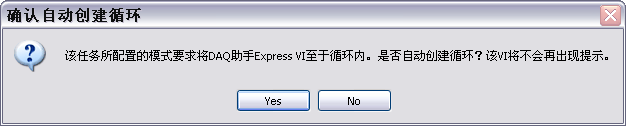 确认自动创建循环
该任务所配置的模式要求将DAQ助手Express VI至于循环内。是否自动创建循环？该VI将不会再出现提示。
Yes No